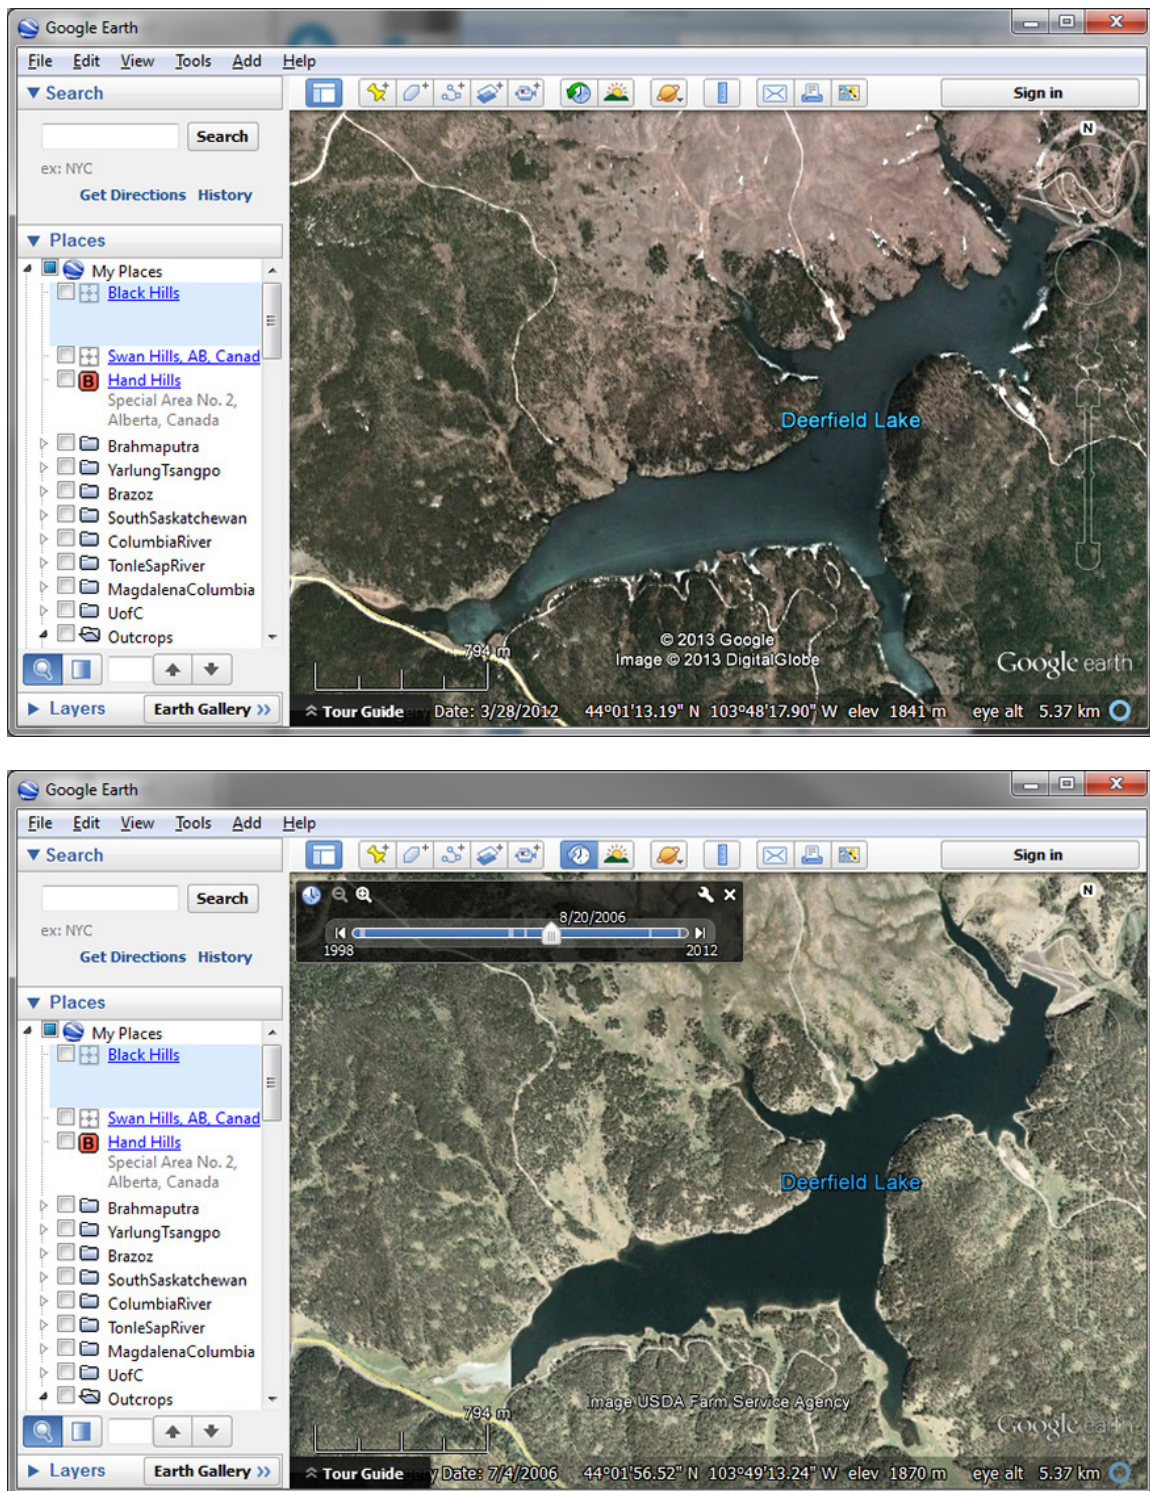 Google Earth
File Edit View Tools Add Help
Search
Sign in
Search
ex: NYC
Get Directions History
Places
My Places
Black Hills
Swan Hills, AB, Canad
B Hand Hills
Special Area No. 2,
Alberta, Canada
Brahmaputra
YarlungTsangpo
Brazoz
SouthSaskatchewan
ColumbiaRiver
TonleSapRiver
MagdalenaColumbia
UofC
Outcrops
Layers
Earth Gallery >>
N
Deerfield Lake
© 2013 Google
Image © 2013 DigitalGlobe
794 m
Google earth
Tour Guide
Date: 3/28/2012 44°01'13.19" N 103°48'17.90" W elev 1841 m eye alt 5.37 km
Google Earth
File Edit View Tools Add Help
Search
Sign in
Search
ex: NYC
Get Directions History
Places
My Places
Black Hills
Swan Hills, AB, Canad
B Hand Hills
Special Area No. 2,
Alberta, Canada
Brahmaputra
YarlungTsangpo
Brazoz
SouthSaskatchewan
ColumbiaRiver
TonleSapRiver
MagdalenaColumbia
UofC
Outcrops
Layers
Earth Gallery >>
8/20/2006
1998 2012
N
Deerfield Lake
Image USDA Farm Service Agency
794 m
Google earth
Tour Guide
Date: 7/4/2006 44°01'56.52" N 103°49'13.24" W elev 1870 m eye alt 5.37 km